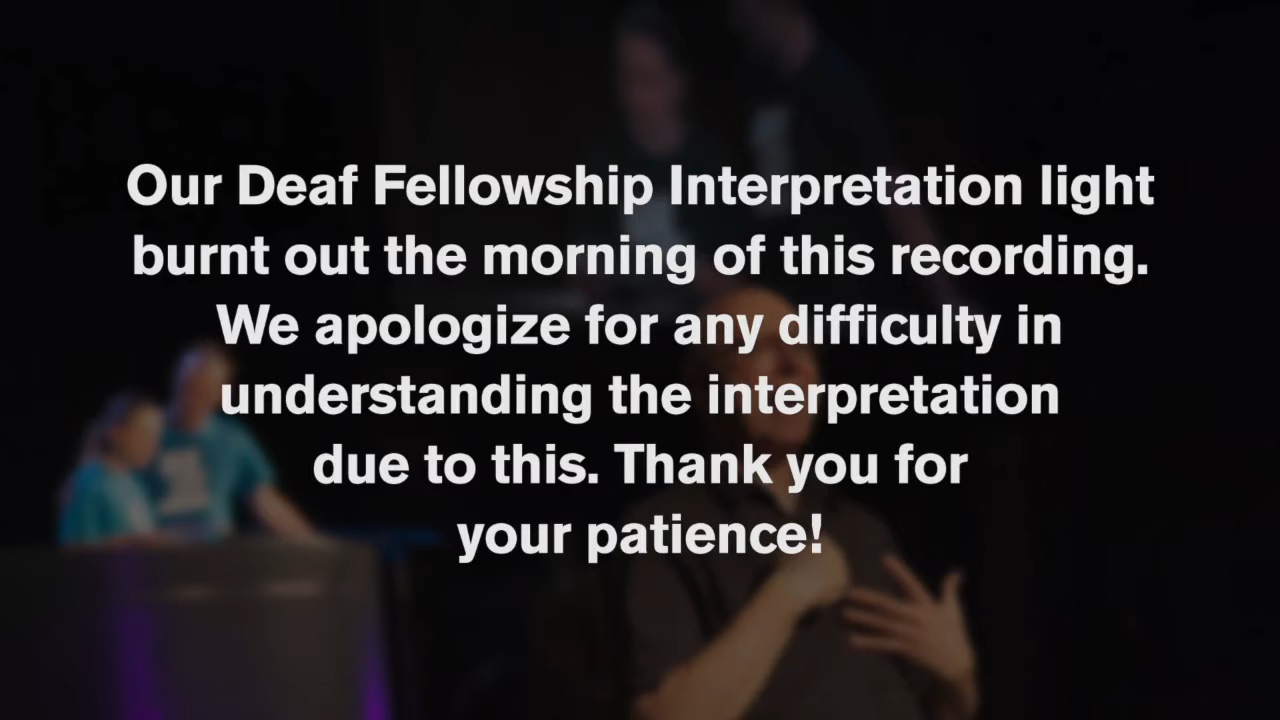 Our Deaf Fellowship Interpretation light
burnt out the morning of this recording.
We apologize for any difficulty in
understanding the interpretation
due to this. Thank you for
your patience!